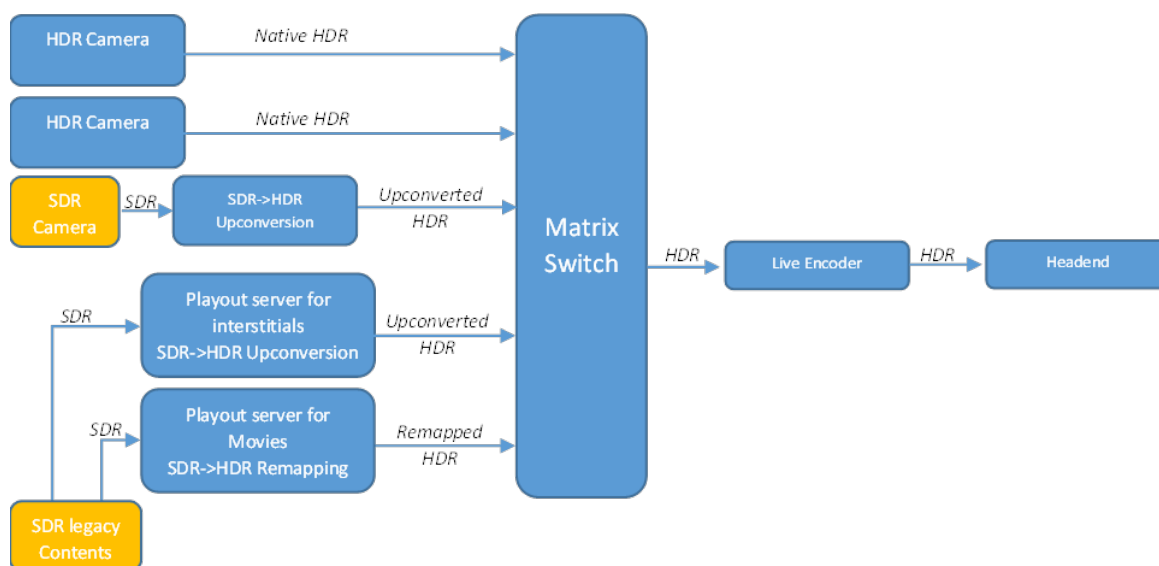 HDR Camera
Native HDR
HDR Camera
Native HDR
SDR
Camera
SDR
SDR->HDR
Upconversion
Upconverted
HDR
Matrix
Switch
HDR
Live Encoder
HDR
Headend
SDR
Playout server for
interstitials
SDR->HDR Upconversion
Upconverted
HDR
SDR
Playout server for
Movies
SDR->HDR Remapping
Remapped
HDR
SDR legacy
Contents